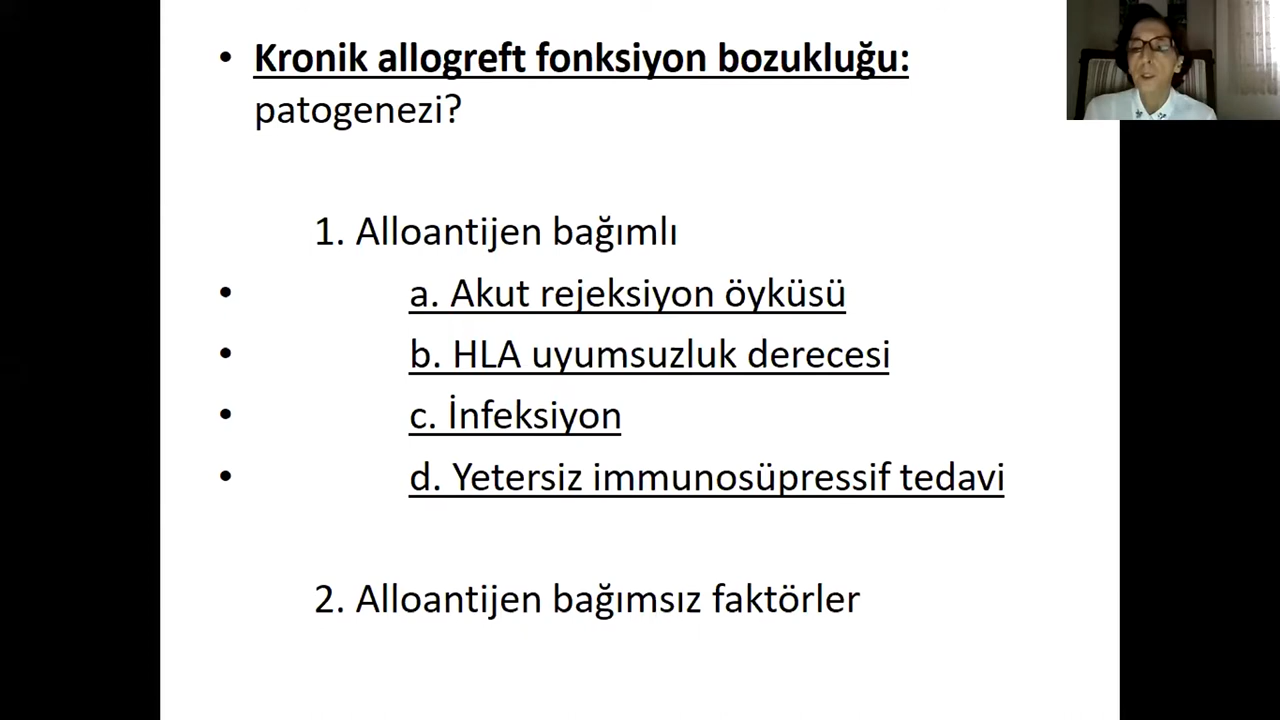 • Kronik allogreft fonksiyon bozukluğu:
patogenezi?
1. Alloantijen bağımlı
• a. Akut rejeksiyon öyküsü
• b. HLA uyumsuzluk derecesi
• c. İnfeksiyon
• d. Yetersiz immunosüpressif tedavi
2. Alloantijen bağımsız faktörler